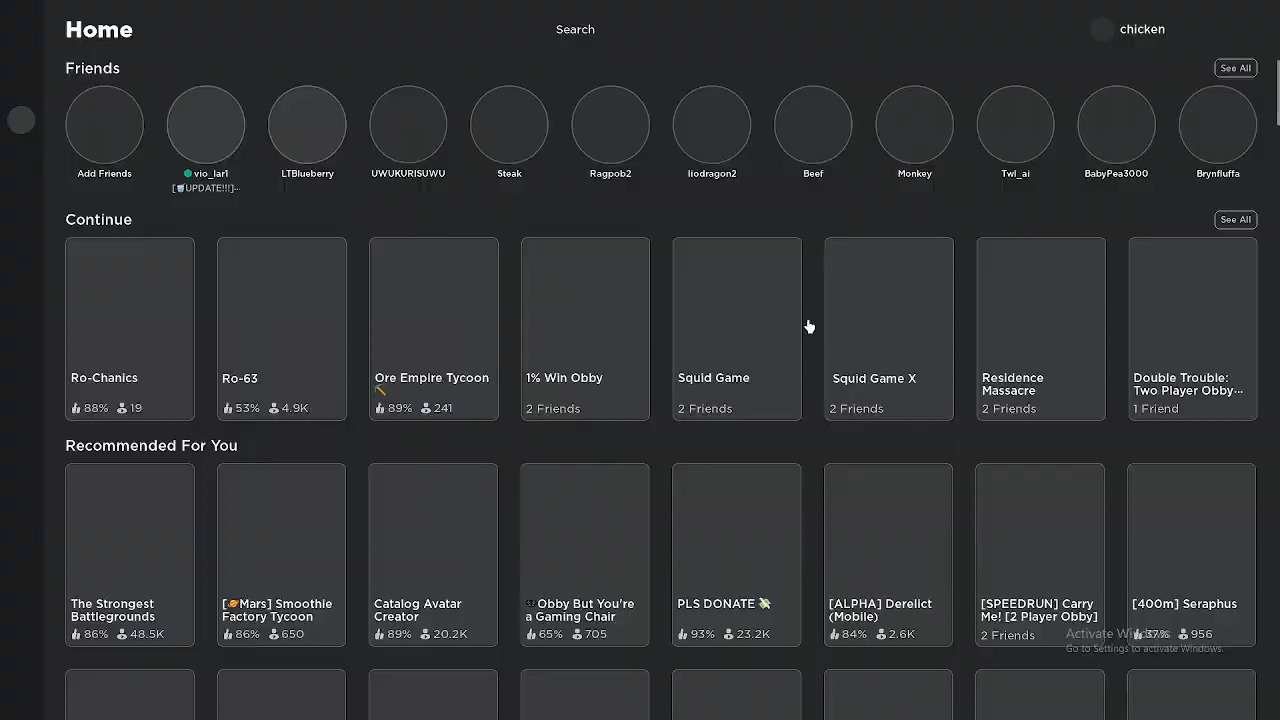 Home
Search
chicken
Friends
See All
Add Friends
vio_lar1
[🥤UPDATE!!!]...
LTBlueberry
UWUKURISUWU
Steak
Ragpob2
liodragon2
Beef
Monkey
Twl_ai
BabyPea3000
Brynfluffa
Continue
See All
Ro-Chanics
88% 19
Ro-63
53% 4.9K
Ore Empire Tycoon
⛏️
89% 241
1% Win Obby
2 Friends
Squid Game
2 Friends
Squid Game X
2 Friends
Residence
Massacre
2 Friends
Double Trouble:
Two Player Obby...
1 Friend
Recommended For You
The Strongest
Battlegrounds
86% 48.5K
[🪐Mars] Smoothie
Factory Tycoon
86% 650
Catalog Avatar
Creator
89% 20.2K
Obby But You're
a Gaming Chair
65% 705
PLS DONATE 💸
93% 23.2K
[ALPHA] Derelict
(Mobile)
84% 2.6K
[SPEEDRUN] Carry
Me! [2 Player Obby]
2 Friends
[400m] Seraphus
37% 956
Activate Windows
Go to Settings to activate Windows.